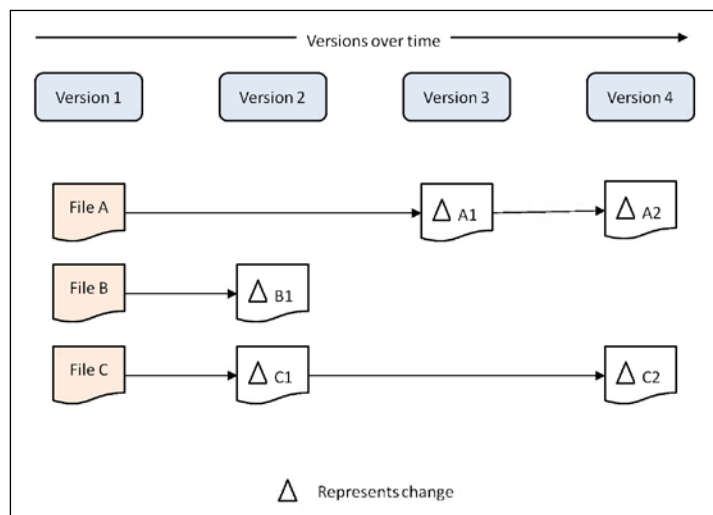 Versions over time
Version 1 Version 2 Version 3 Version 4
File A Δ A1 Δ A2
File B Δ B1
File C Δ C1 Δ C2
Δ Represents change